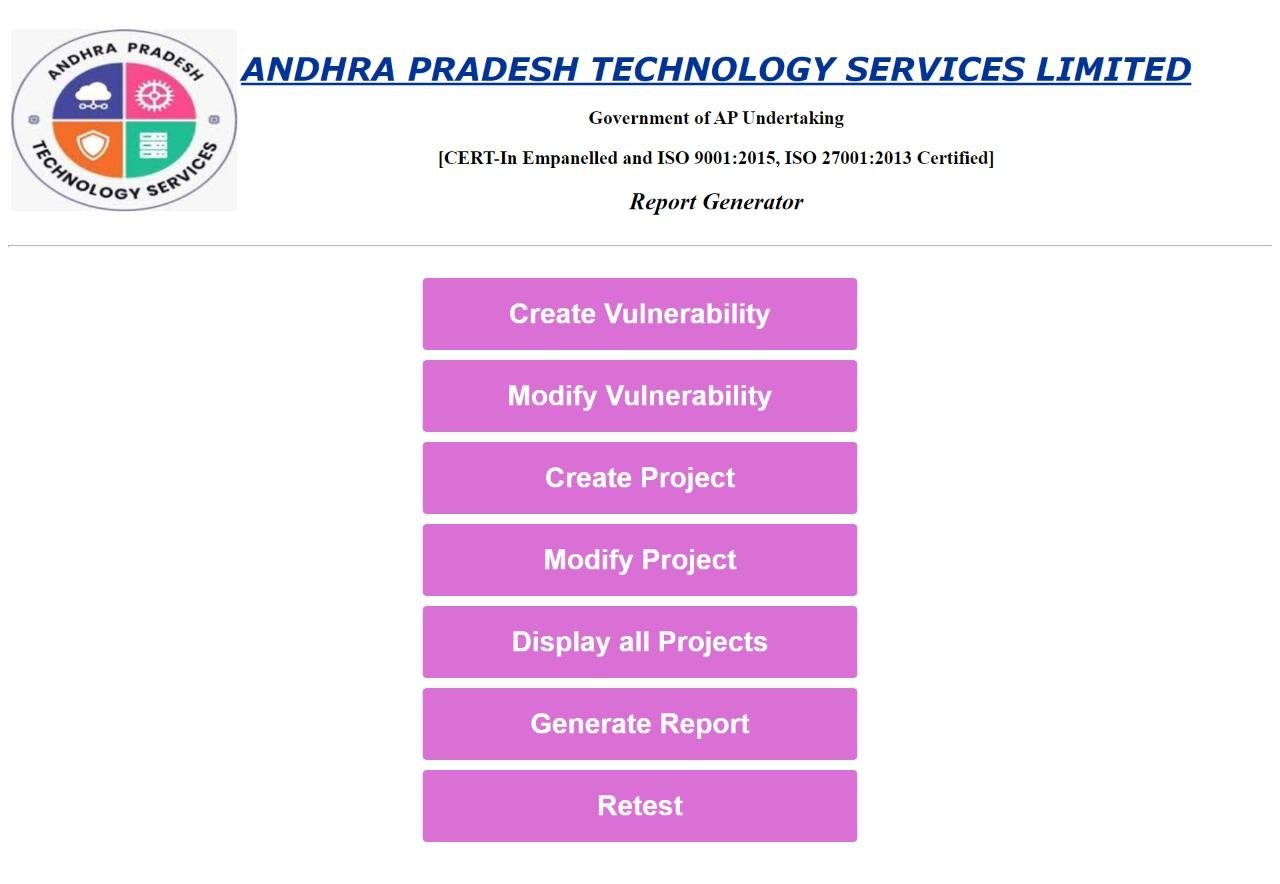 ANDHRA PRADESH
TECHNOLOGY SERVICES
ANDHRA PRADESH TECHNOLOGY SERVICES LIMITED
Government of AP Undertaking
[CERT-In Empanelled and ISO 9001:2015, ISO 27001:2013 Certified]
Report Generator
Create Vulnerability
Modify Vulnerability
Create Project
Modify Project
Display all Projects
Generate Report
Retest